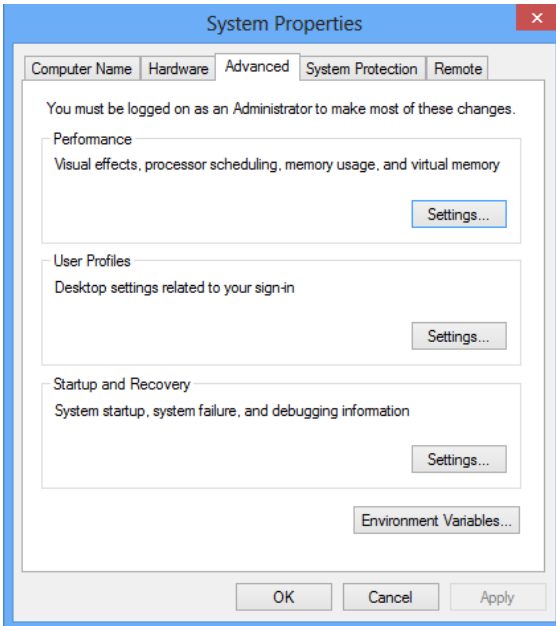 System Properties
Computer Name Hardware Advanced System Protection Remote
You must be logged on as an Administrator to make most of these changes.
Performance
Visual effects, processor scheduling, memory usage, and virtual memory
Settings...
User Profiles
Desktop settings related to your sign-in
Settings...
Startup and Recovery
System startup, system failure, and debugging information
Settings...
Environment Variables...
OK Cancel Apply